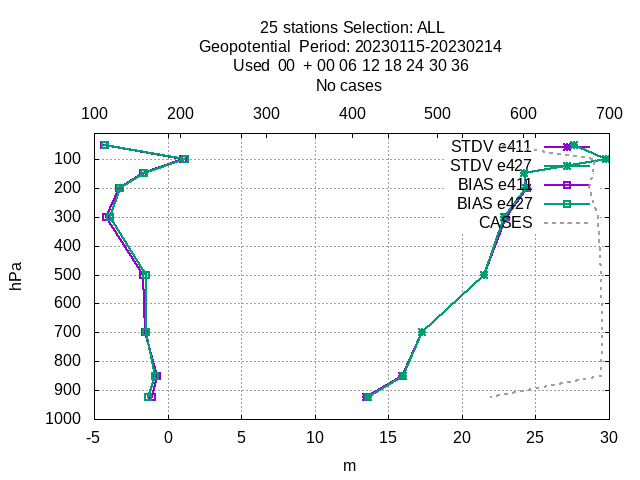 25 stations Selection: ALL
Geopotential  Period: 20230115-20230214
Used  00  + 00 06 12 18 24 30 36
No cases
100 200 300 400 500 600 700
STDV e411
STDV e427
BIAS e411
BIAS e427
CASES
hPa
100
200
300
400
500
600
700
800
900
1000
-5 0 5 10 15 20 25 30
m